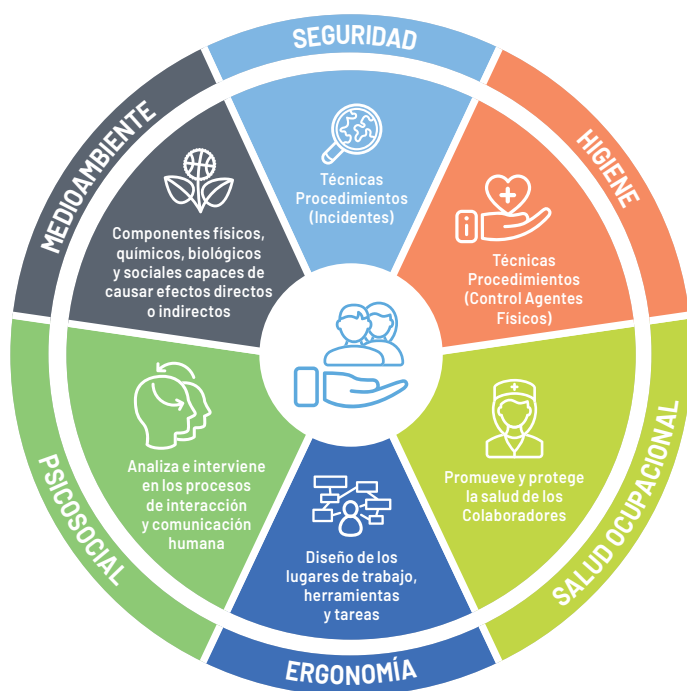 SEGURIDAD
Técnicas
Procedimientos
(Incidentes)
HIGIENE
Técnicas
Procedimientos
(Control Agentes
Físicos)
SALUD OCUPACIONAL
Promueve y protege
la salud de los
Colaboradores
ERGONOMÍA
Diseño de los
lugares de trabajo,
herramientas
y tareas
PSICOSOCIAL
Analiza e interviene
en los procesos
de interacción
y comunicación
humana
MEDIOAMBIENTE
Componentes físicos,
químicos, biológicos
y sociales capaces de
causar efectos directos
o indirectos